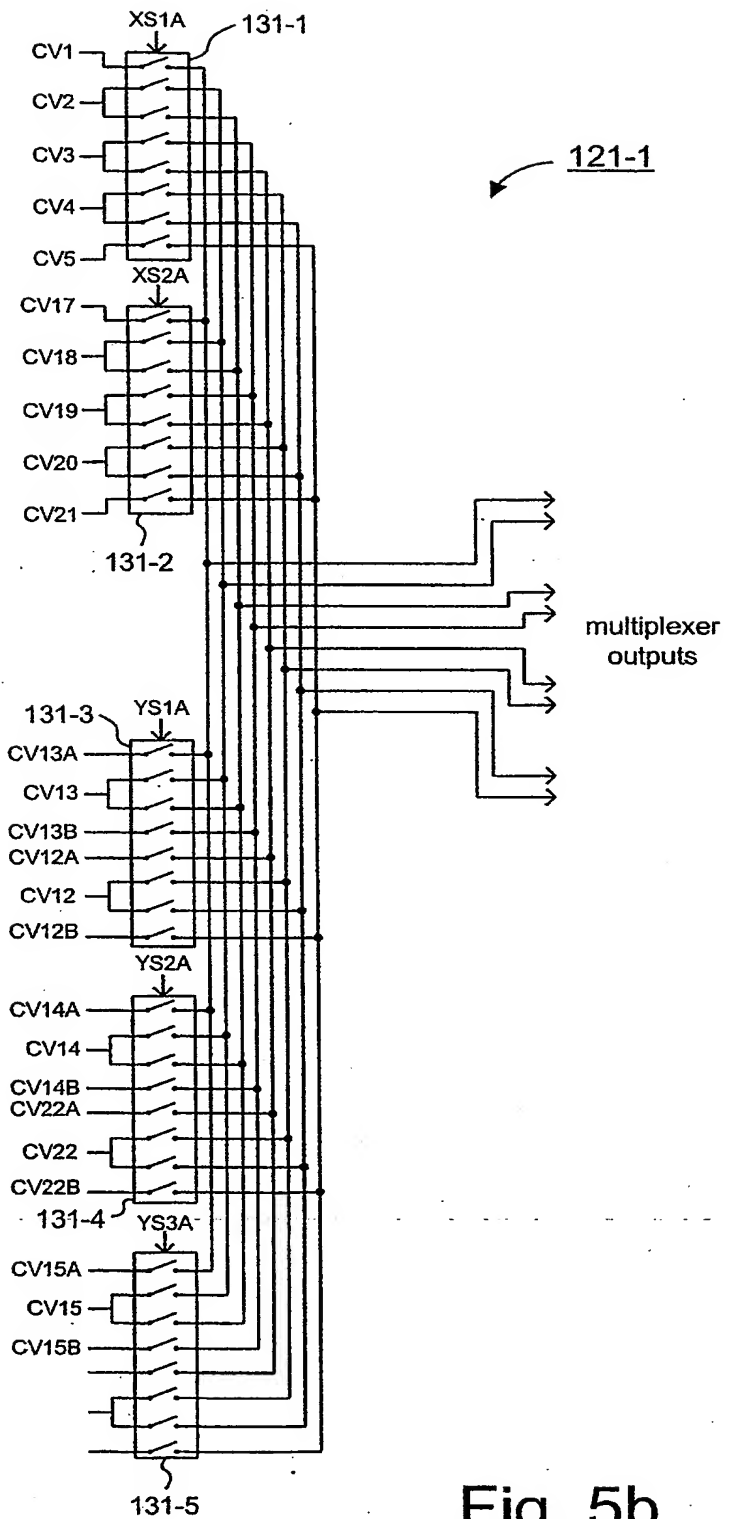 XS1A
131-1
CV1
CV2
CV3
CV4
CV5
121-1
XS2A
CV17
CV18
CV19
CV20
CV21
131-2
multiplexer
outputs
131-3
YS1A
CV13A
CV13
CV13B
CV12A
CV12
CV12B
YS2A
CV14A
CV14
CV14B
CV22A
CV22
CV22B
131-4
YS3A
CV15A
CV15
CV15B
131-5
Fig. 5b